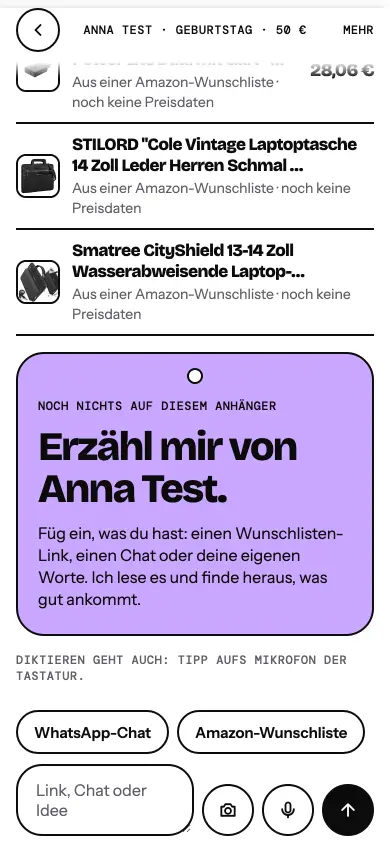 ANNA TEST · GEBURTSTAG · 50 €
MEHR
28,06 €
Aus einer Amazon-Wunschliste ·
noch keine Preisdaten
STILORD "Cole Vintage Laptoptasche
14 Zoll Leder Herren Schmal ...
Aus einer Amazon-Wunschliste · noch keine
Preisdaten
Smatree CityShield 13-14 Zoll
Wasserabweisende Laptop-...
Aus einer Amazon-Wunschliste · noch keine
Preisdaten
NOCH NICHTS AUF DIESEM ANHÄNGER
Erzähl mir von
Anna Test.
Füg ein, was du hast: einen Wunschlisten-
Link, einen Chat oder deine eigenen
Worte. Ich lese es und finde heraus, was
gut ankommt.
DIKTIEREN GEHT AUCH: TIPP AUFS MIKROFON DER
TASTATUR.
WhatsApp-Chat
Amazon-Wunschliste
Link, Chat oder
Idee